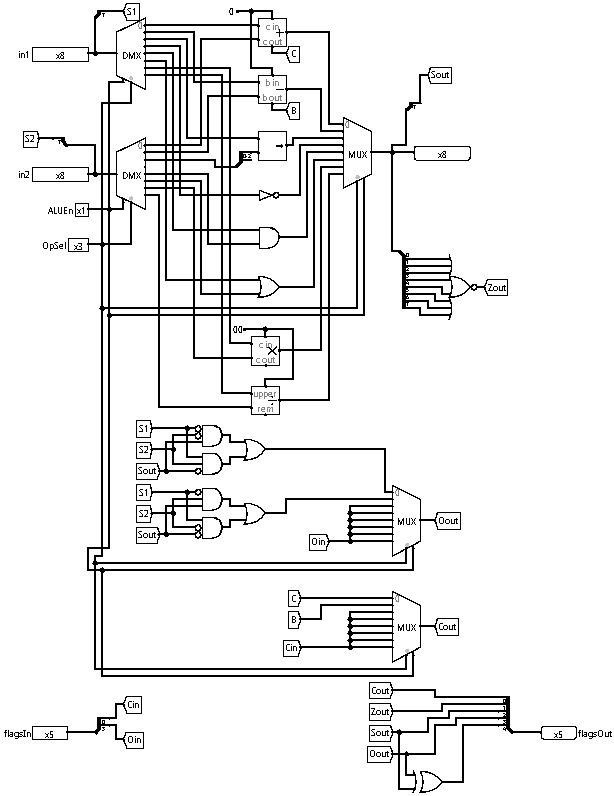 S1
in1 x8
DMX
c in
+
c out
C
b in
b out
B
Sout
S2
in2 x8
DMX
MUX
x8
ALUEn x1
OpSel x3
Zout
0
00
c in
×
c out
upper
rem
S1
S2
Sout
S1
S2
Sout
Oin
MUX
Oout
C
B
Cin
MUX
Cout
Cin
flagsIn x5
Oin
Cout
Zout
Sout
Oout
x5 flagsOut